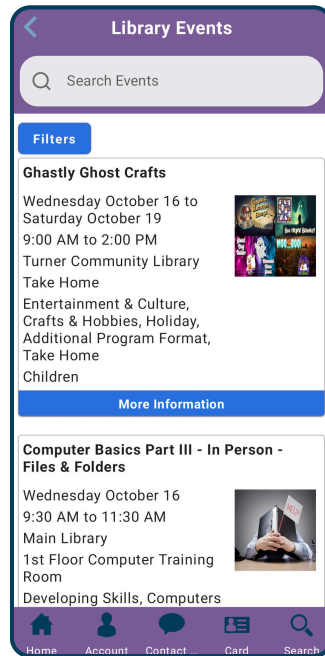 Library Events
Search Events
Filters
Ghastly Ghost Crafts
Wednesday October 16 to
Saturday October 19
9:00 AM to 2:00 PM
Turner Community Library
Take Home
Entertainment & Culture,
Crafts & Hobbies, Holiday,
Additional Program Format,
Take Home
Children
More Information
Computer Basics Part III - In Person -
Files & Folders
Wednesday October 16
9:30 AM to 11:30 AM
HELP!
Main Library
1st Floor Computer Training
Room
Developing Skills, Computers
Home Account Contact ... Card Search